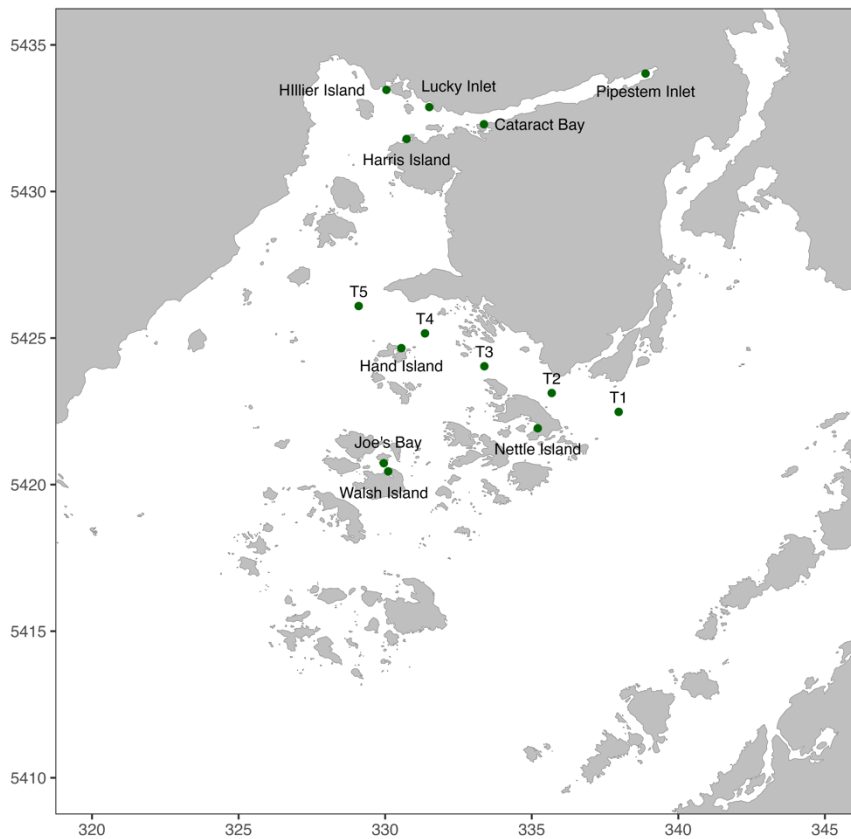 5435
HIllier Island
Lucky Inlet
Pipestem Inlet
Cataract Bay
Harris Island
5430
T5
T4
5425
T3
Hand Island
T2
T1
Joe's Bay
Nettle Island
5420
Walsh Island
5415
5410
320 325 330 335 340 345